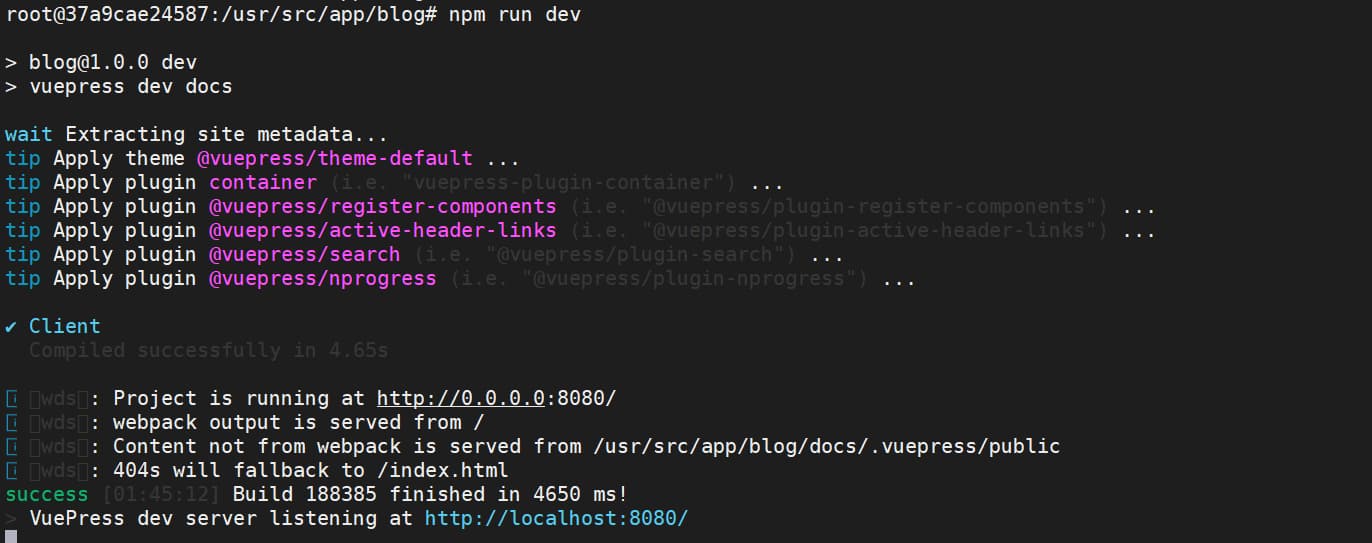 root@37a9cae24587:/usr/src/app/blog# npm run dev
> blog@1.0.0 dev
> vuepress dev docs
wait Extracting site metadata...
tip Apply theme @vuepress/theme-default ...
tip Apply plugin container (i.e. "vuepress-plugin-container") ...
tip Apply plugin @vuepress/register-components (i.e. "@vuepress/plugin-register-components") ...
tip Apply plugin @vuepress/active-header-links (i.e. "@vuepress/plugin-active-header-links") ...
tip Apply plugin @vuepress/search (i.e. "@vuepress/plugin-search") ...
tip Apply plugin @vuepress/nprogress (i.e. "@vuepress/plugin-nprogress") ...
✔ Client
Compiled successfully in 4.65s
wds: Project is running at http://0.0.0.0:8080/
wds: webpack output is served from /
wds: Content not from webpack is served from /usr/src/app/blog/docs/.vuepress/public
wds: 404s will fallback to /index.html
success [01:45:12] Build 188385 finished in 4650 ms!
> VuePress dev server listening at http://localhost:8080/